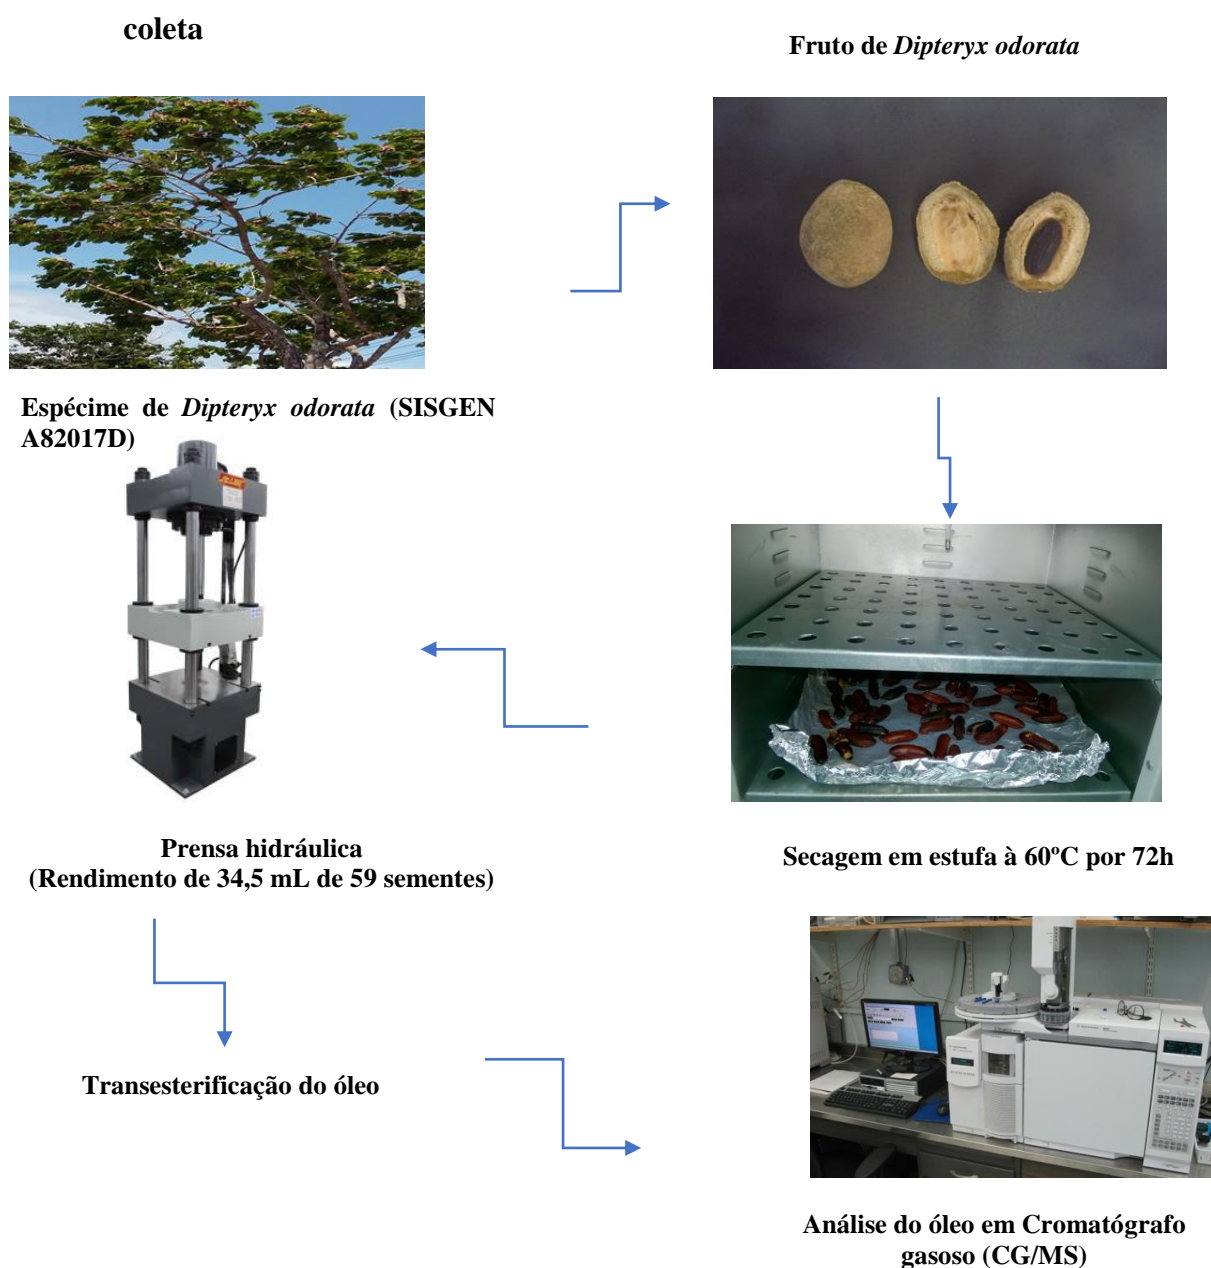 coleta
Fruto de Dipteryx odorata
Espécime de Dipteryx odorata (SISGEN
A82017D)
Secagem em estufa à 60ºC por 72h
Prensa hidráulica
(Rendimento de 34,5 mL de 59 sementes)
Transesterificação do óleo
Análise do óleo em Cromatógrafo
gasoso (CG/MS)